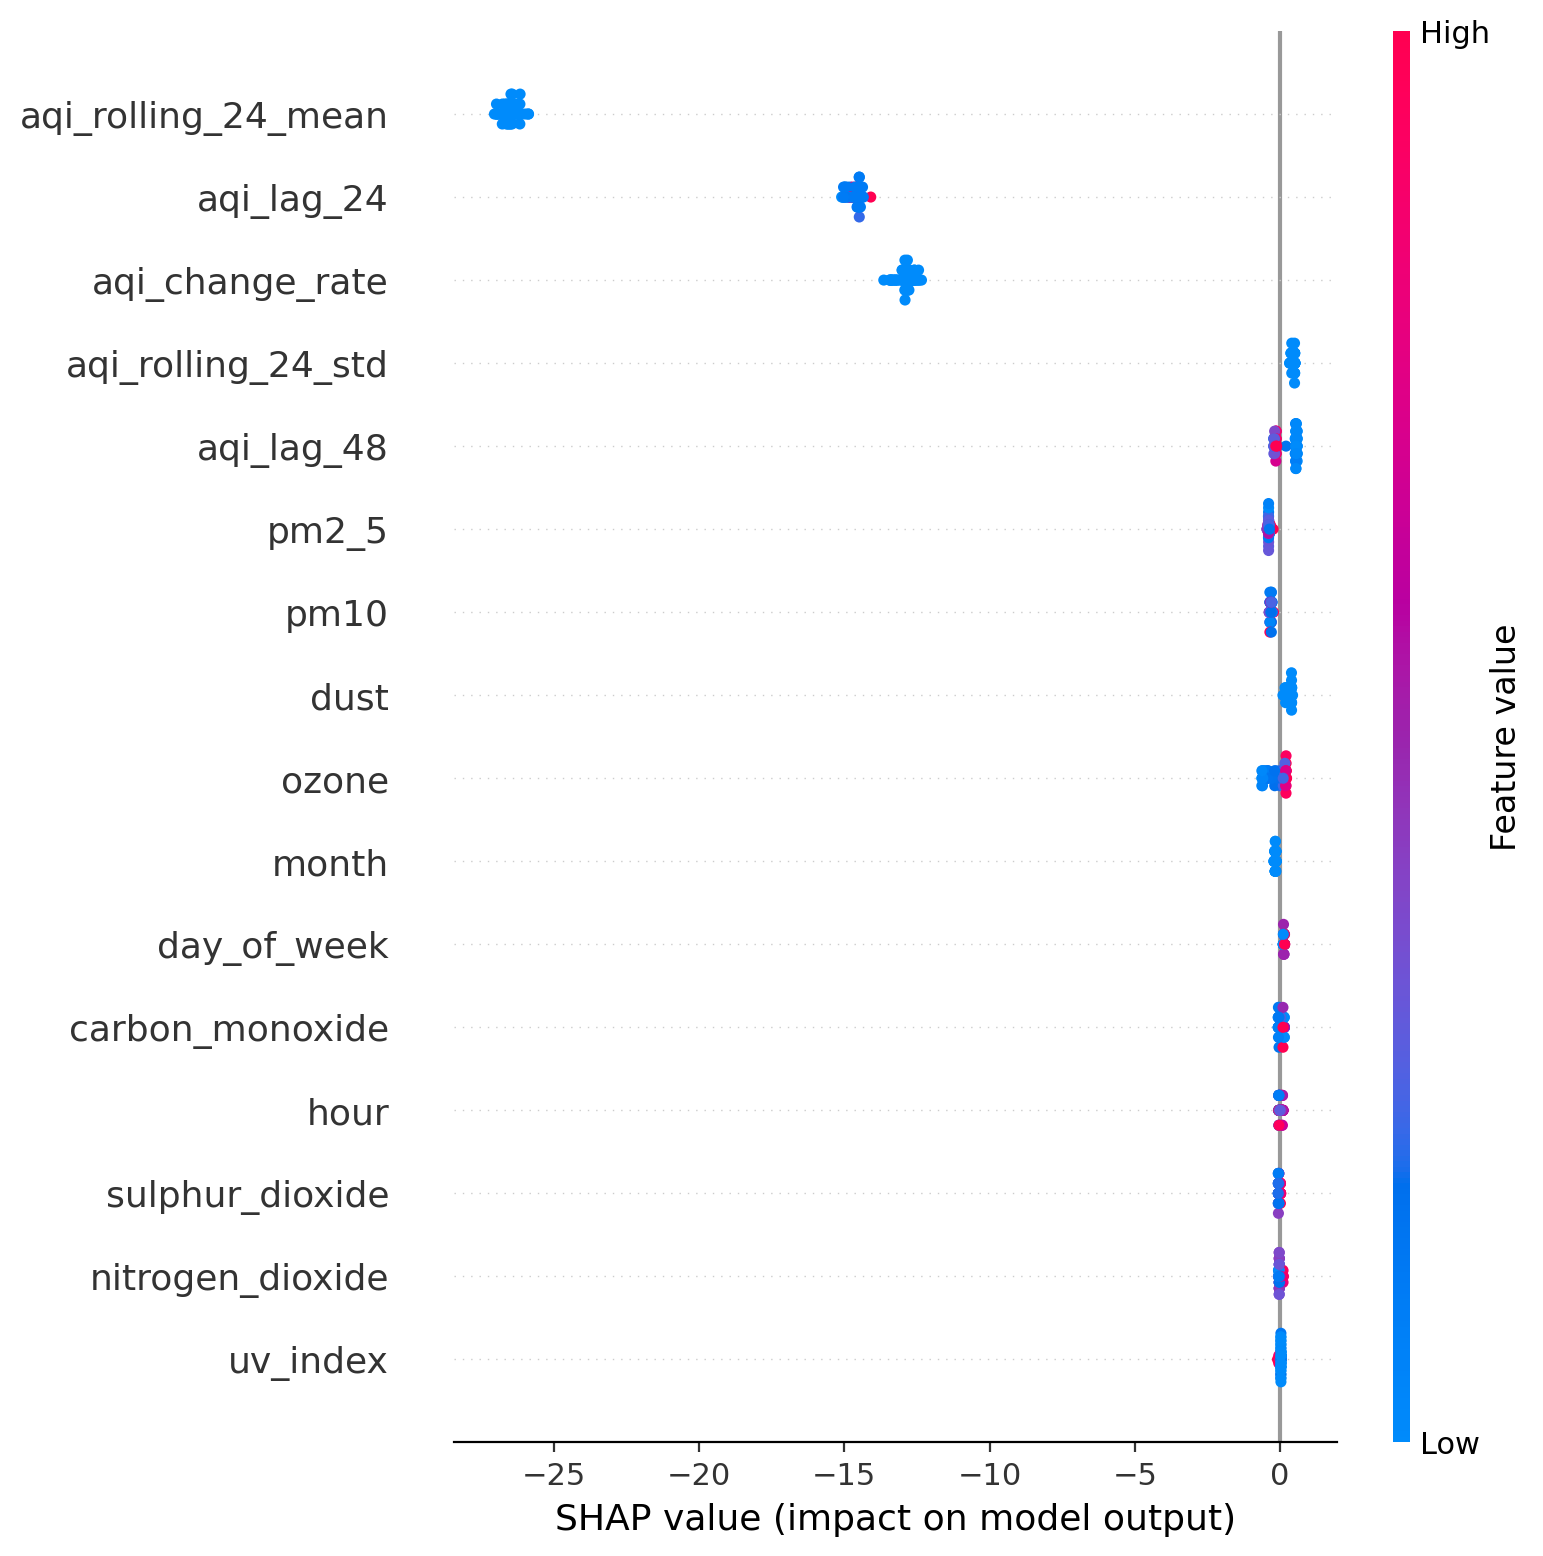 High
aqi_rolling_24_mean
aqi_lag_24
aqi_change_rate
aqi_rolling_24_std
aqi_lag_48
pm2_5
pm10
dust
ozone
month
day_of_week
carbon_monoxide
hour
sulphur_dioxide
nitrogen_dioxide
uv_index
Feature value
Low
−25 −20 −15 −10 −5 0
SHAP value (impact on model output)